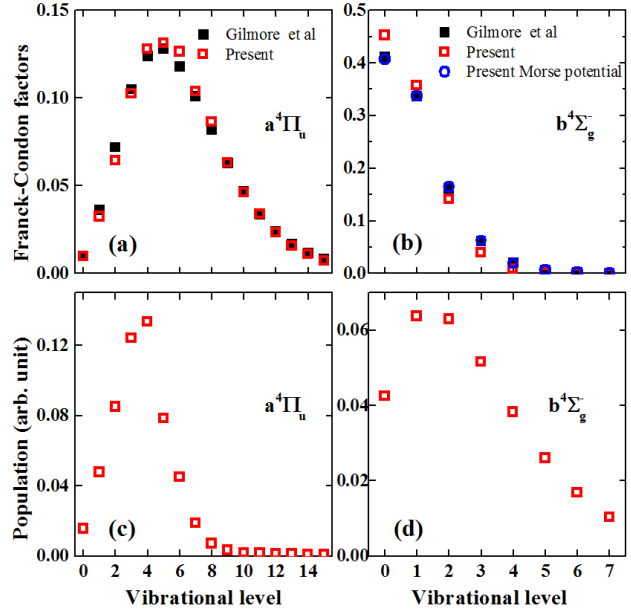 0.15
0.10
0.05
0.00
Franck-Condon factors
Gilmore et al
Present
a⁴Πᵤ
(a)
0.5
0.4
0.3
0.2
0.1
0.0
Gilmore et al
Present
Present Morse potential
b⁴Σg⁻
(b)
0.12
0.08
0.04
0.00
Population (arb. unit)
a⁴Πᵤ
(c)
0 2 4 6 8 10 12 14
Vibrational level
0.06
0.04
0.02
0.00
b⁴Σg⁻
(d)
0 1 2 3 4 5 6 7
Vibrational level